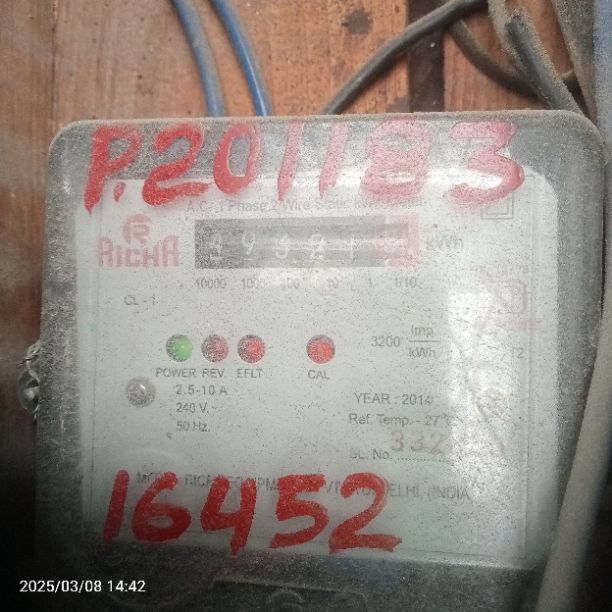 P.201183
A.C. 1 Phase 2 Wire Static kWh
RICHA
kWh
10000 1000 100 10 1 1/10
CL - 1
3200 Imp/kWh
POWER REV. EFLT CAL
2.5-10 A
240 V.~
50 Hz.
YEAR : 2014
Ref. Temp. - 27°
SL. No.
DELHI, (INDIA)
16452
2025/03/08 14:42